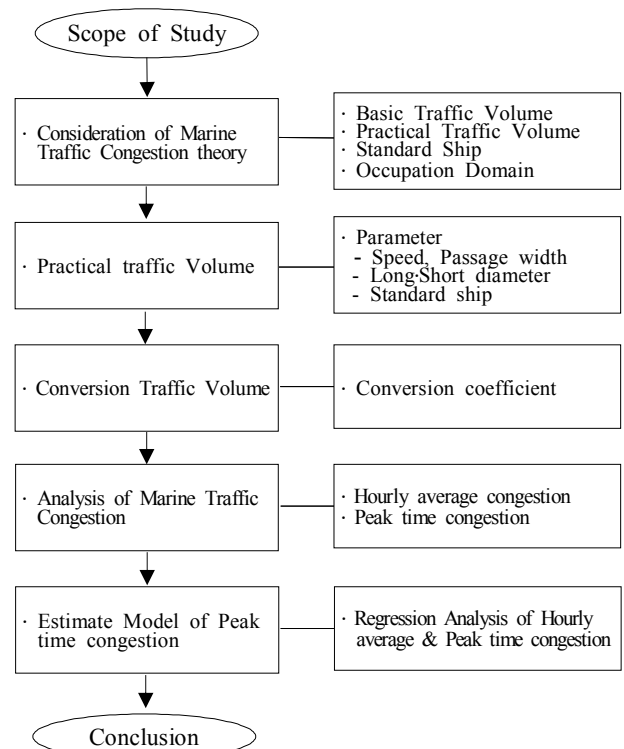 Scope of Study
· Consideration of Marine
Traffic Congestion theory
· Basic Traffic Volume
· Practical Traffic Volume
· Standard Ship
· Occupation Domain
· Practical traffic Volume
· Parameter
- Speed, Passage width
- Long·Short diameter
- Standard ship
· Conversion Traffic Volume
· Conversion coefficient
· Analysis of Marine Traffic
Congestion
· Hourly average congestion
· Peak time congestion
· Estimate Model of Peak
time congestion
· Regression Analysis of Hourly
average & Peak time congestion
Conclusion